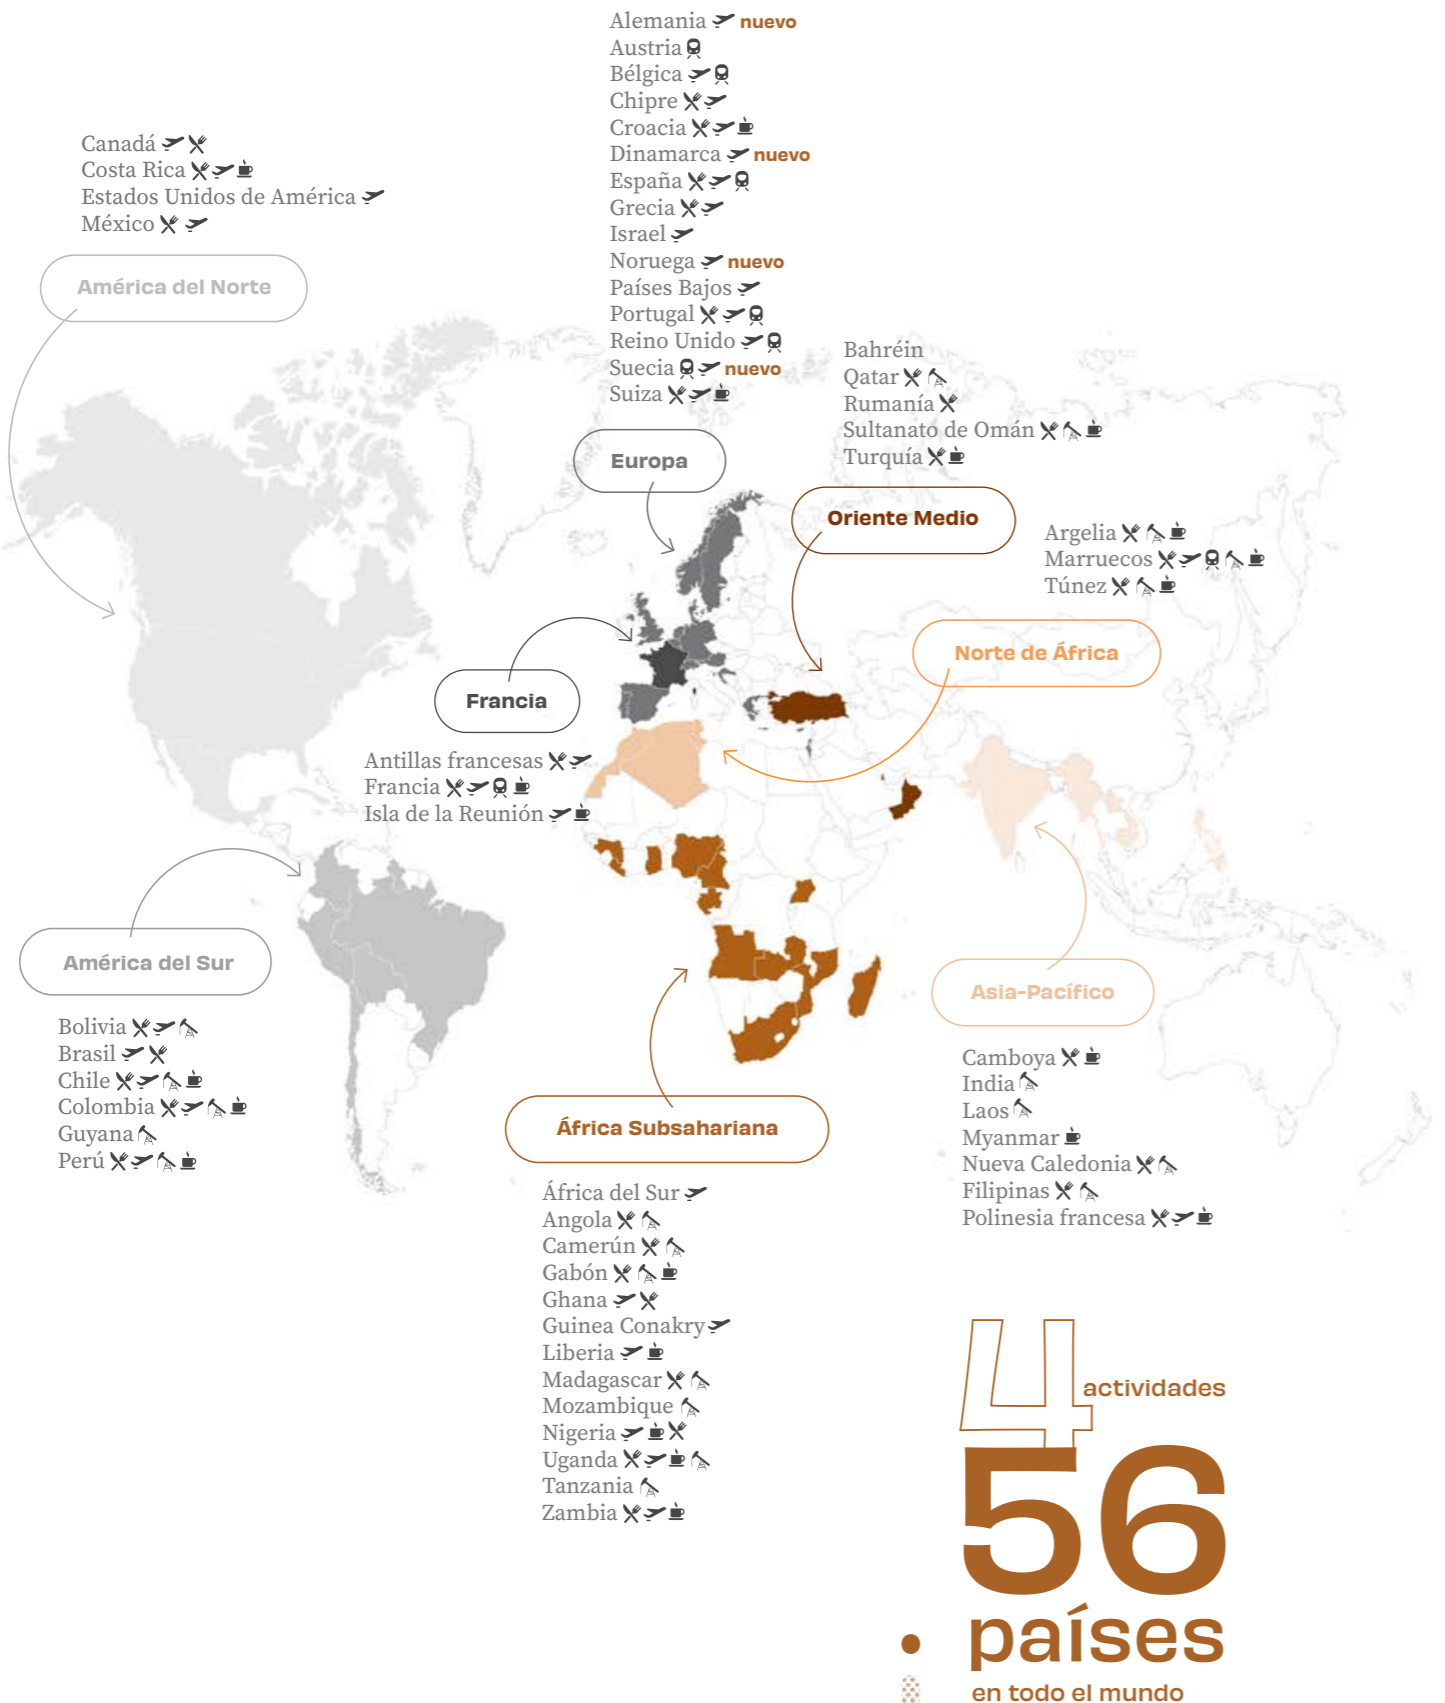 Alemania nuevo
Austria
Bélgica
Chipre
Croacia
Dinamarca nuevo
España
Grecia
Israel
Noruega nuevo
Países Bajos
Portugal
Reino Unido
Suecia nuevo
Suiza
Europa
Canadá
Costa Rica
Estados Unidos de América
México
América del Norte
Bahréin
Qatar
Rumanía
Sultanato de Omán
Turquía
Oriente Medio
Argelia
Marruecos
Túnez
Norte de África
Francia
Antillas francesas
Francia
Isla de la Reunión
América del Sur
Bolivia
Brasil
Chile
Colombia
Guyana
Perú
África Subsahariana
África del Sur
Angola
Camerún
Gabón
Ghana
Guinea Conakry
Liberia
Madagascar
Mozambique
Nigeria
Uganda
Tanzania
Zambia
Asia-Pacífico
Camboya
India
Laos
Myanmar
Nueva Caledonia
Filipinas
Polinesia francesa
4 actividades
56
países
en todo el mundo